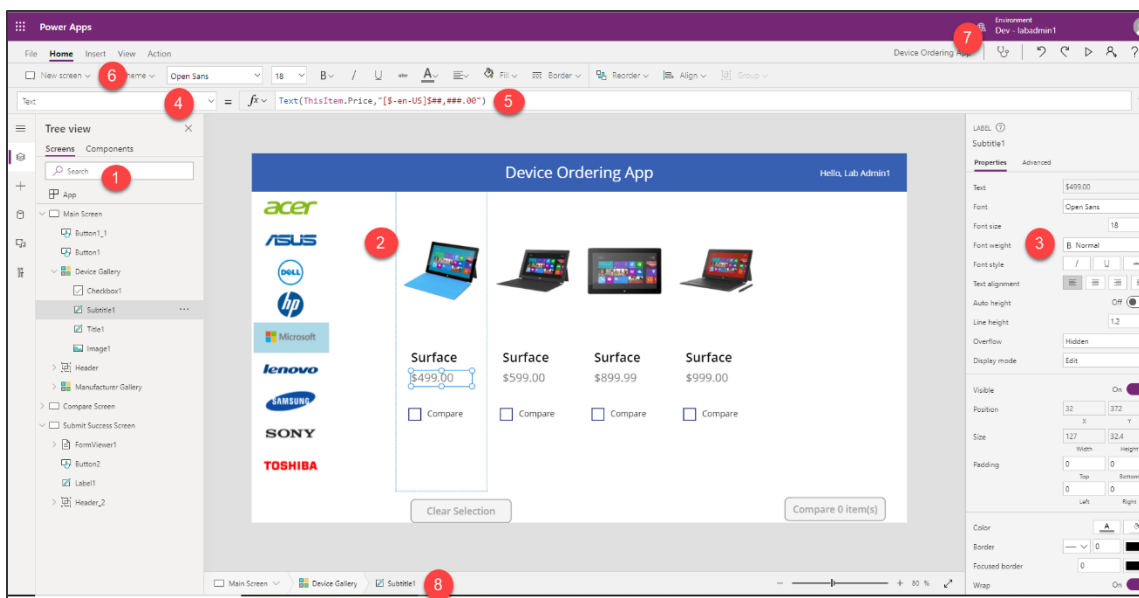 Power Apps
Environment
Dev - labadmin1
7
File Home Insert View Action
Device Ordering App
New screen 6 Theme Open Sans 18 B / U abc A Fill Border Reorder Align Group
Text 4 = fx Text(ThisItem.Price,"[$-en-US]$##,###.00") 5
Tree view
Screens Components
Search 1
App
Main Screen
Button1_1
Button1
Device Gallery
Checkbox1
Subtitle1 ...
Title1
Image1
Header
Manufacturer Gallery
Compare Screen
Submit Success Screen
FormViewer1
Button2
Label1
Header_2
Device Ordering App Hello, Lab Admin1
acer
ASUS
DELL
hp
Microsoft
lenovo
SAMSUNG
SONY
TOSHIBA
2
Surface Surface Surface Surface
$499.00 $599.00 $899.99 $999.00
Compare Compare Compare Compare
Clear Selection Compare 0 item(s)
Main Screen Device Gallery Subtitle1 8
− + 80 %
LABEL ?
Subtitle1
Properties Advanced
Text $499.00
Font Open Sans
Font size 18
Font weight 3 B Normal
Font style / U
Text alignment
Auto height Off
Line height 1.2
Overflow Hidden
Display mode Edit
Visible On
Position 32 372
X Y
Size 127 32.4
Width Height
Padding 0 0
Top Bottom
0 0
Left Right
Color A
Border 0
Focused border 0
Wrap On